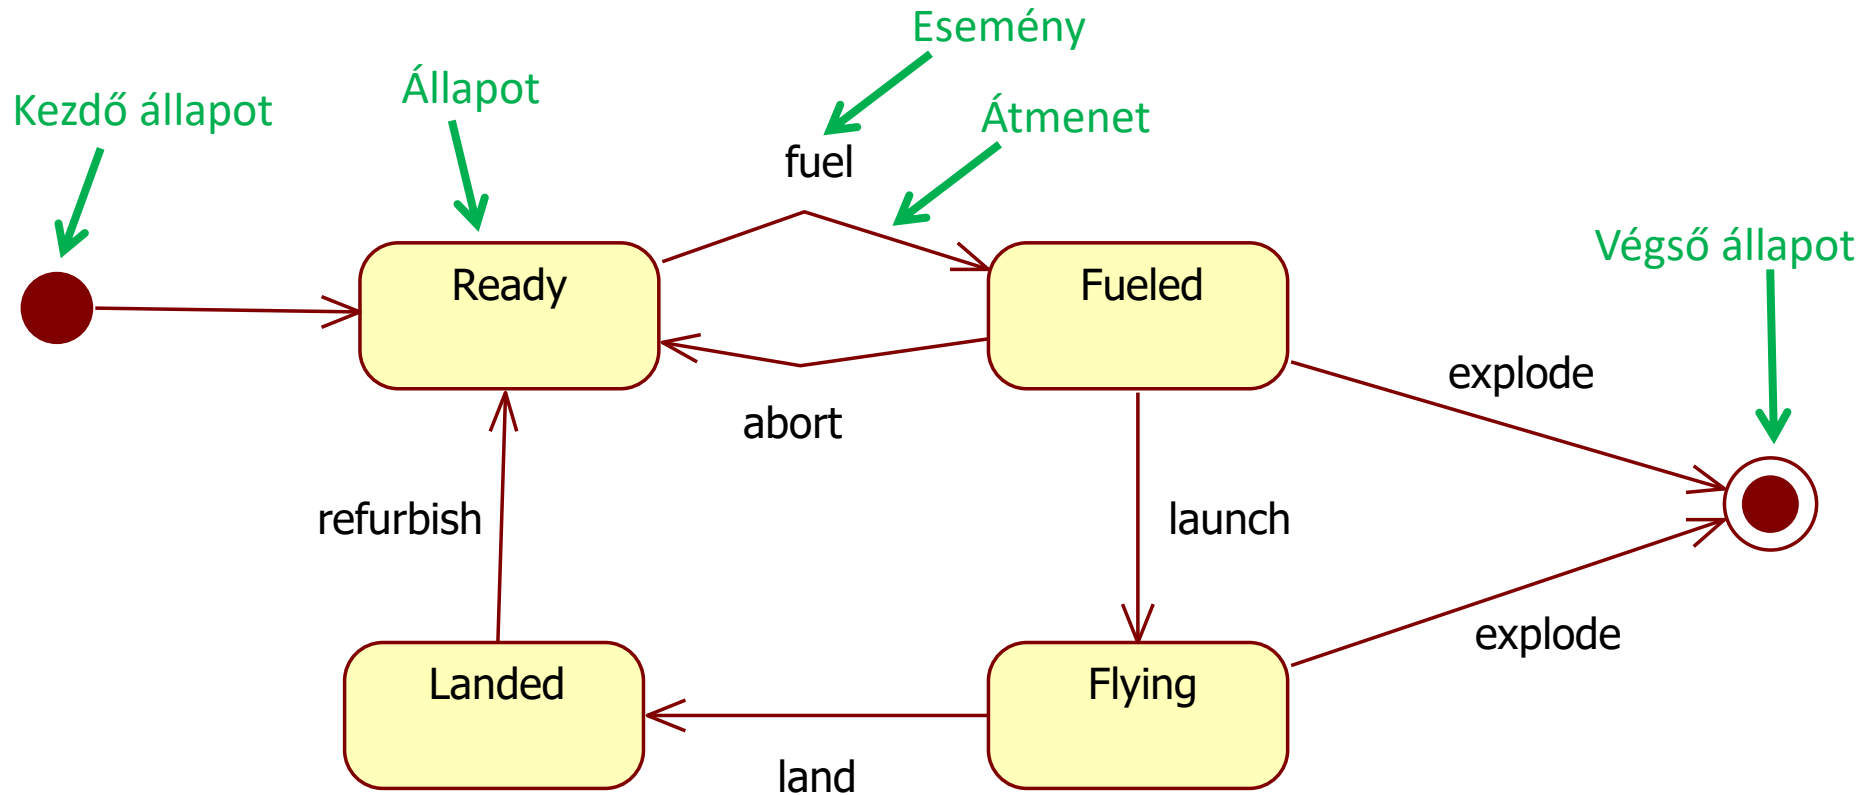 Esemény
Állapot
Kezdő állapot
Átmenet
fuel
Végső állapot
Ready
Fueled
explode
abort
refurbish
launch
explode
Landed
Flying
land